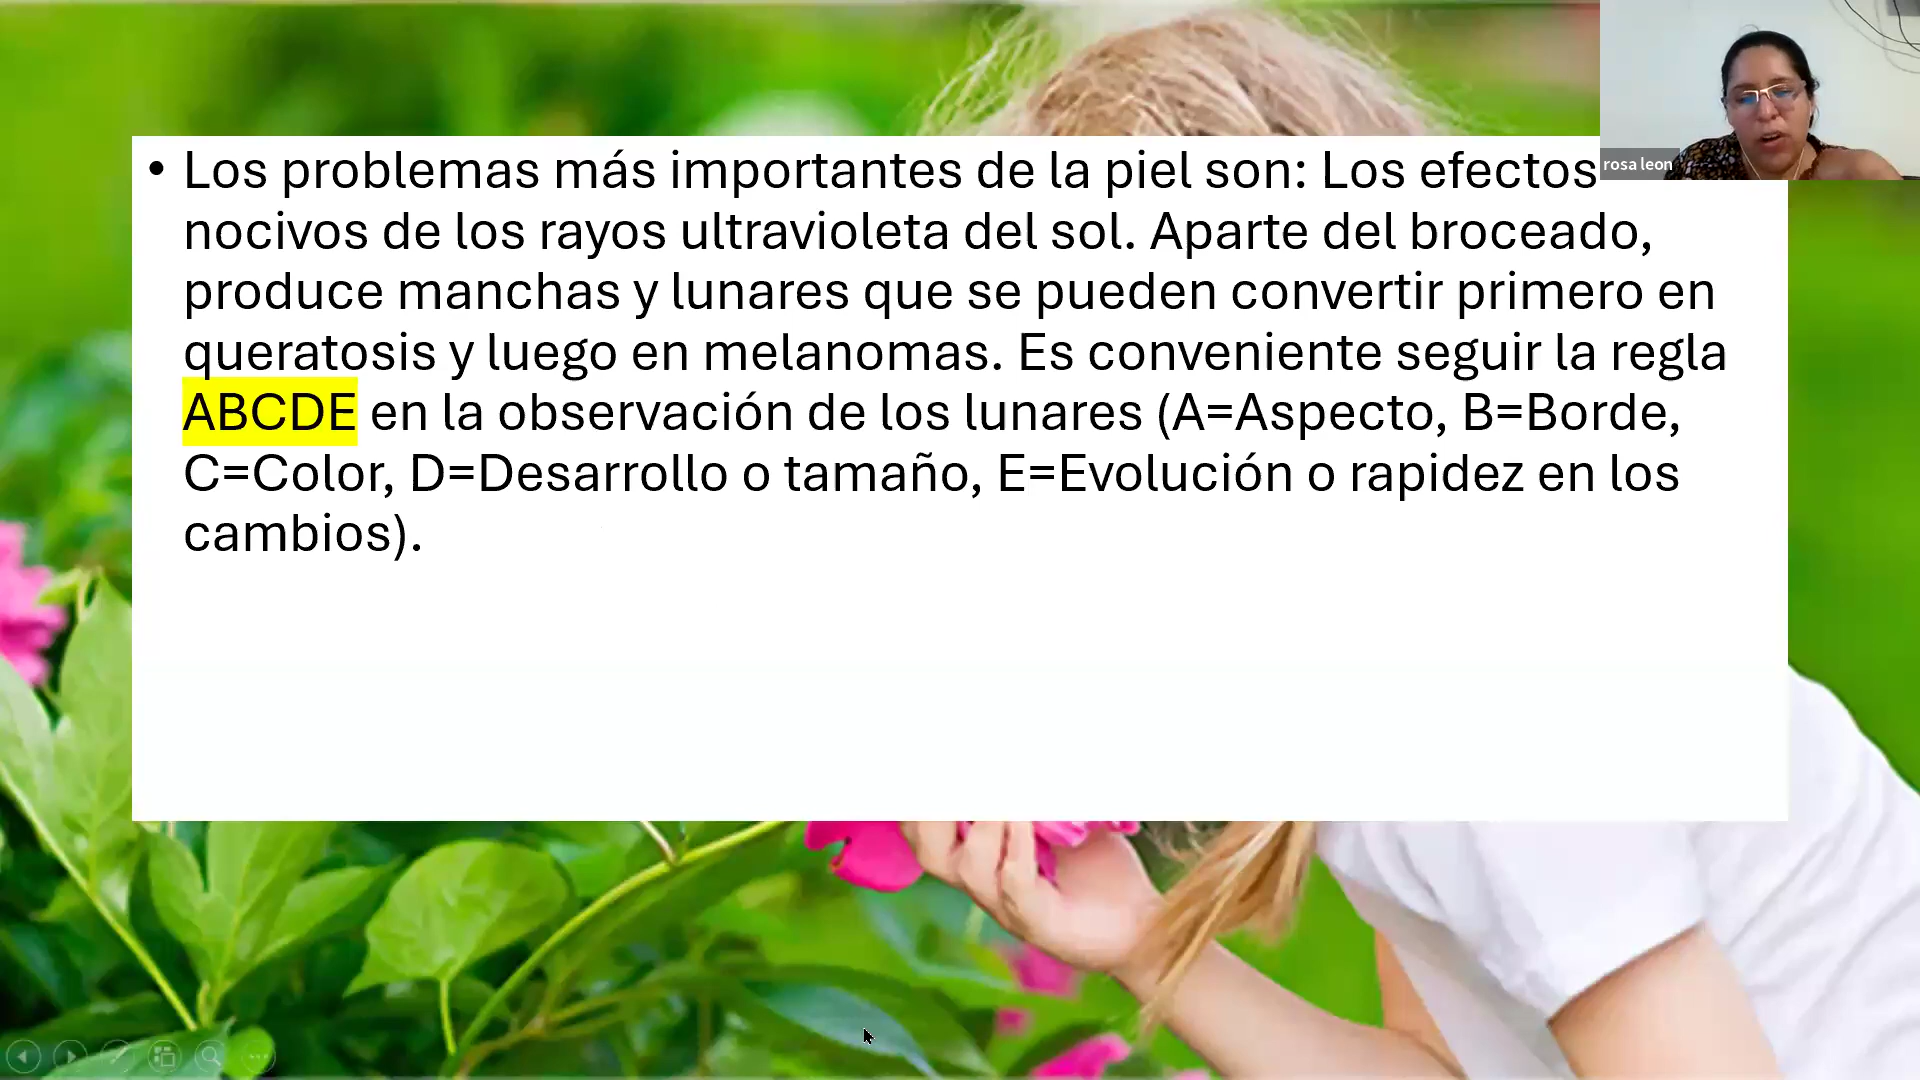 • Los problemas más importantes de la piel son: Los efectos
nocivos de los rayos ultravioleta del sol. Aparte del broceado,
produce manchas y lunares que se pueden convertir primero en
queratosis y luego en melanomas. Es conveniente seguir la regla
ABCDE en la observación de los lunares (A=Aspecto, B=Borde,
C=Color, D=Desarrollo o tamaño, E=Evolución o rapidez en los
cambios).
rosa leon